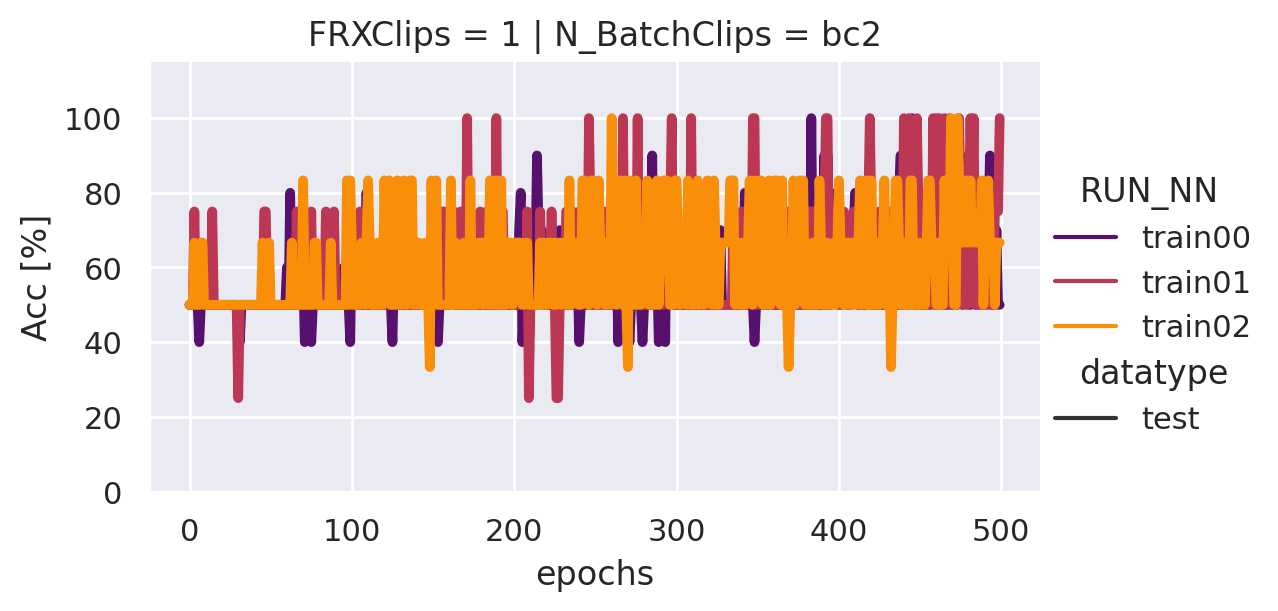 FRXClips = 1 | N_BatchClips = bc2
Acc [%]
100
80
60
40
20
0
0 100 200 300 400 500
epochs
RUN_NN
train00
train01
train02
datatype
test